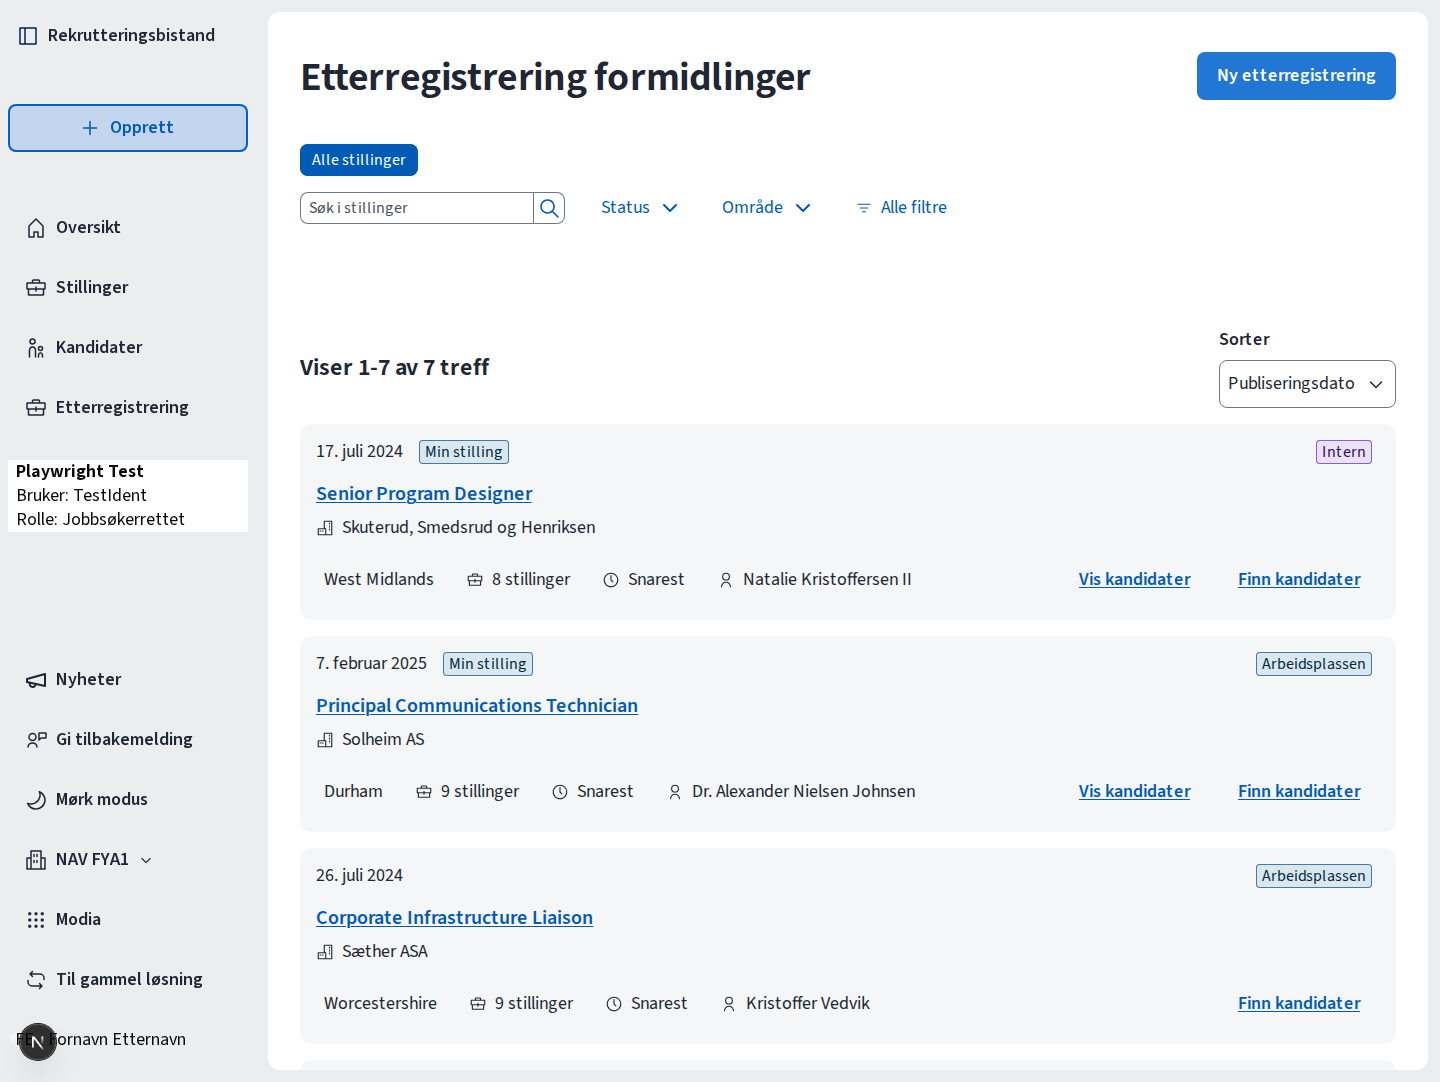 Rekrutteringsbistand
Opprett
Oversikt
Stillinger
Kandidater
Etterregistrering
Playwright Test
Bruker: TestIdent
Rolle: Jobbsøkerrettet
Nyheter
Gi tilbakemelding
Mørk modus
NAV FYA1
Modia
Til gammel løsning
Fornavn Etternavn
Etterregistrering formidlinger
Ny etterregistrering
Alle stillinger
Søk i stillinger
Status
Område
Alle filtre
Viser 1-7 av 7 treff
Sorter
Publiseringsdato
17. juli 2024 Min stilling Intern
Senior Program Designer
Skuterud, Smedsrud og Henriksen
West Midlands 8 stillinger Snarest Natalie Kristoffersen II Vis kandidater Finn kandidater
7. februar 2025 Min stilling Arbeidsplassen
Principal Communications Technician
Solheim AS
Durham 9 stillinger Snarest Dr. Alexander Nielsen Johnsen Vis kandidater Finn kandidater
26. juli 2024 Arbeidsplassen
Corporate Infrastructure Liaison
Sæther ASA
Worcestershire 9 stillinger Snarest Kristoffer Vedvik Finn kandidater